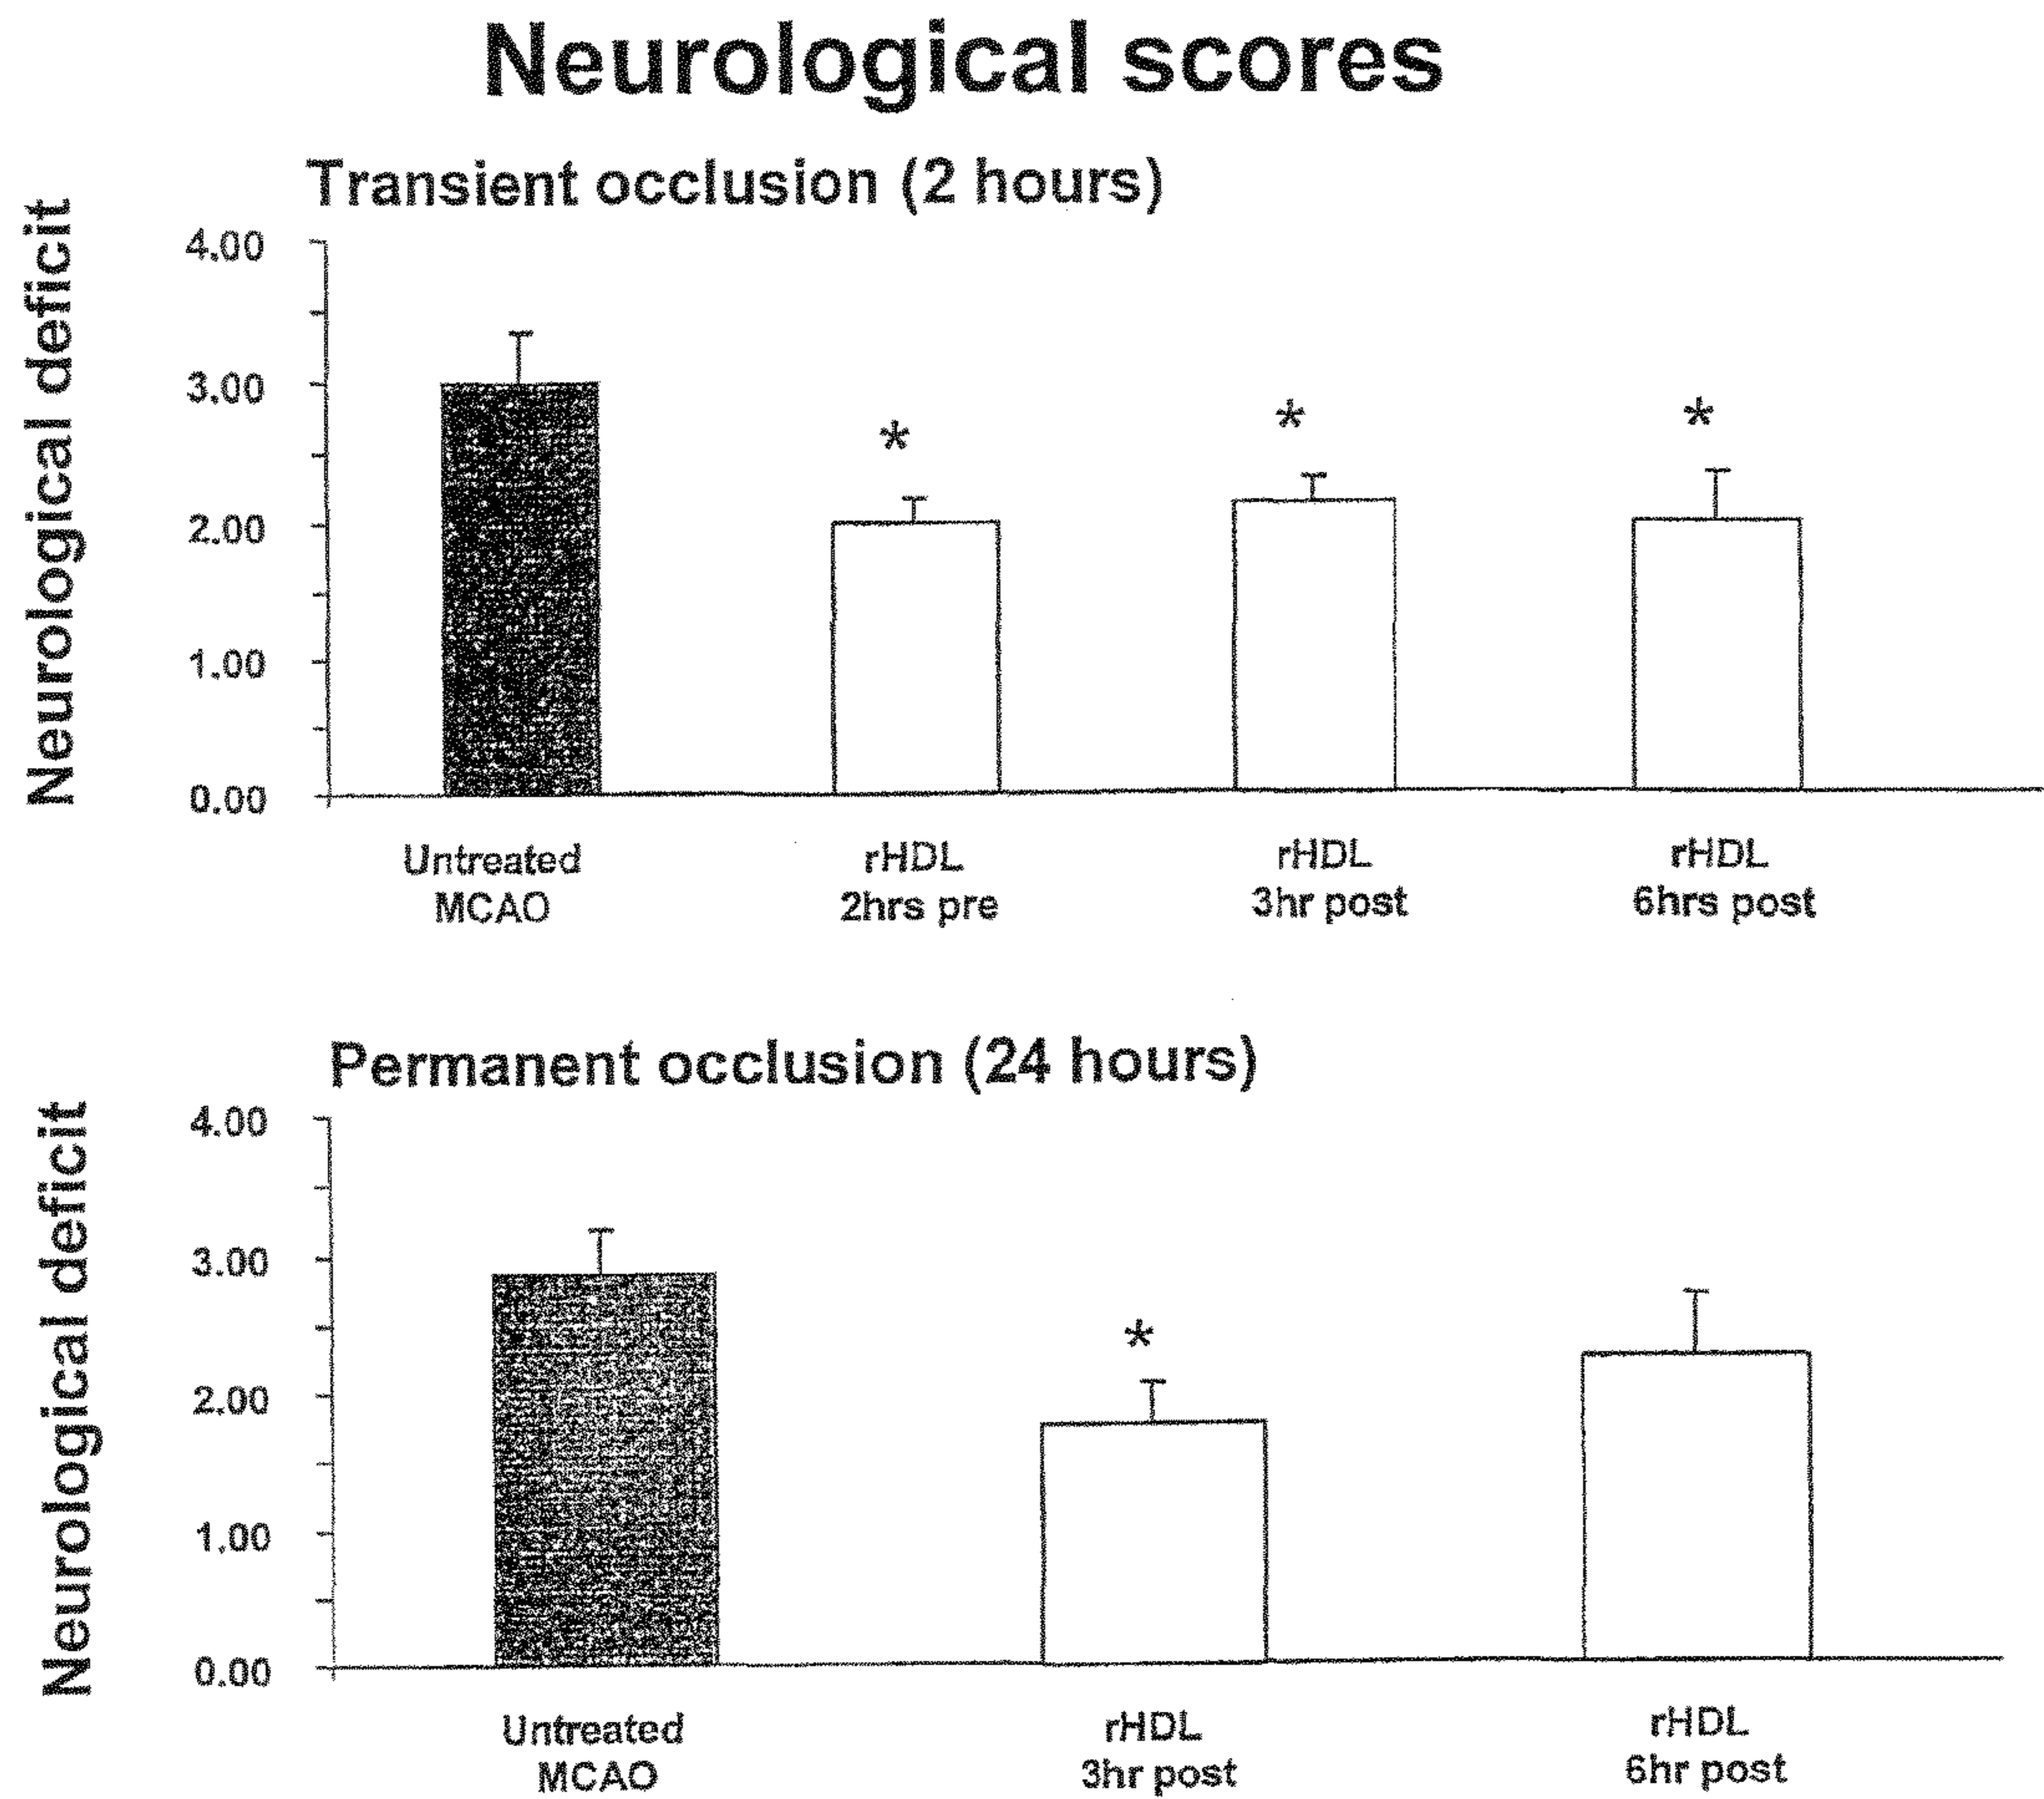 Neurological scores
Transient occlusion (2 hours)
Neurological deficit
4.00
3.00
2.00
1.00
0.00
*
*
*
Untreated
MCAO
rHDL
2hrs pre
rHDL
3hr post
rHDL
6hrs post
Permanent occlusion (24 hours)
Neurological deficit
4.00
3.00
2.00
1.00
0.00
*
Untreated
MCAO
rHDL
3hr post
rHDL
6hr post